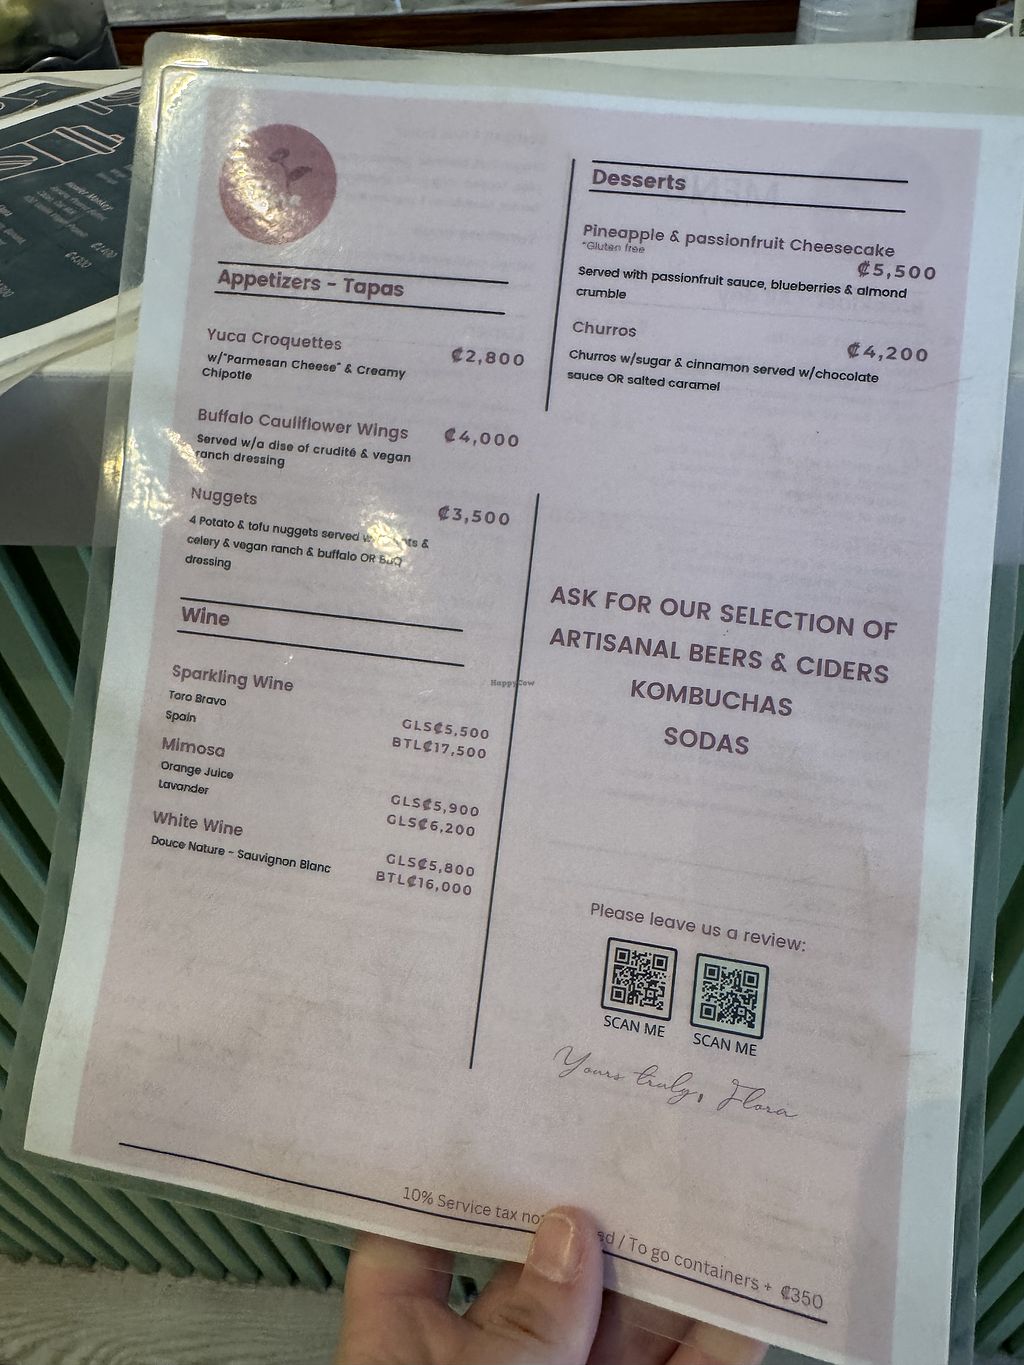 Appetizers - Tapas
Yuca Croquettes
₡2,800
w/"Parmesan Cheese" & Creamy
Chipotle
Buffalo Cauliflower Wings
₡4,000
Served w/a dise of crudité & vegan
ranch dressing
Nuggets
₡3,500
4 Potato & tofu nuggets served &
celery & vegan ranch & buffalo OR BBQ
dressing
Wine
Sparkling Wine
Toro Bravo
Spain
GLS₡5,500
BTL₡17,500
Mimosa
Orange Juice
Lavander
GLS₡5,900
GLS₡6,200
White Wine
Douce Nature - Sauvignon Blanc
GLS₡5,800
BTL₡16,000
Desserts
Pineapple & passionfruit Cheesecake
*Gluten free
₡5,500
Served with passionfruit sauce, blueberries & almond
crumble
Churros
₡4,200
Churros w/sugar & cinnamon served w/chocolate
sauce OR salted caramel
ASK FOR OUR SELECTION OF
ARTISANAL BEERS & CIDERS
KOMBUCHAS
SODAS
HappyCow
Please leave us a review:
SCAN ME
SCAN ME
Yours truly, Flora
10% Service tax / To go containers + ₡350